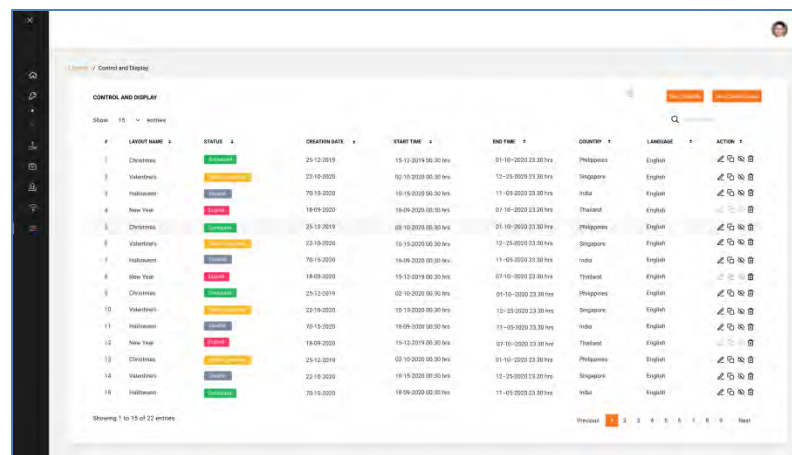 / Control and Display
CONTROL AND DISPLAY
Show 15 entries
# LAYOUT NAME STATUS CREATION DATE START TIME END TIME COUNTRY LANGUAGE ACTION
1 Christmas 25-12-2019 15-12-2019 00.30 hrs 01-10-2020 23.30 hrs Philippines English
2 Valentines 22-10-2020 02-10-2020 00.30 hrs 12-25-2020 23.30 hrs Singapore English
3 Halloween 70-15-2020 10-15-2020 00.30 hrs 11-05-2020 23.30 hrs India English
4 New Year Expired 18-09-2020 18-09-2020 00.30 hrs 07-10-2020 23.30 hrs Thailand English
5 Christmas 25-12-2019 02-10-2020 00.30 hrs 01-10-2020 23.30 hrs Philippines English
6 Valentines 22-10-2020 10-15-2020 00.30 hrs 12-25-2020 23.30 hrs Singapore English
7 Halloween 70-15-2020 18-09-2020 00.30 hrs 11-05-2020 23.30 hrs India English
8 New Year Expired 18-09-2020 15-12-2019 00.30 hrs 07-10-2020 23.30 hrs Thailand English
9 Christmas 25-12-2019 02-10-2020 00.30 hrs 01-10-2020 23.30 hrs Philippines English
10 Valentines 22-10-2020 10-15-2020 00.30 hrs 12-25-2020 23.30 hrs Singapore English
11 Halloween 70-15-2020 18-09-2020 00.30 hrs 11-05-2020 23.30 hrs India English
12 New Year Expired 18-09-2020 15-12-2019 00.30 hrs 07-10-2020 23.30 hrs Thailand English
13 Christmas 25-12-2019 02-10-2020 00.30 hrs 01-10-2020 23.30 hrs Philippines English
14 Valentines 22-10-2020 10-15-2020 00.30 hrs 12-25-2020 23.30 hrs Singapore English
15 Halloween 70-15-2020 18-09-2020 00.30 hrs 11-05-2020 23.30 hrs India English
Showing 1 to 15 of 22 entries
Previous 1 2 3 4 5 6 7 8 9 Next